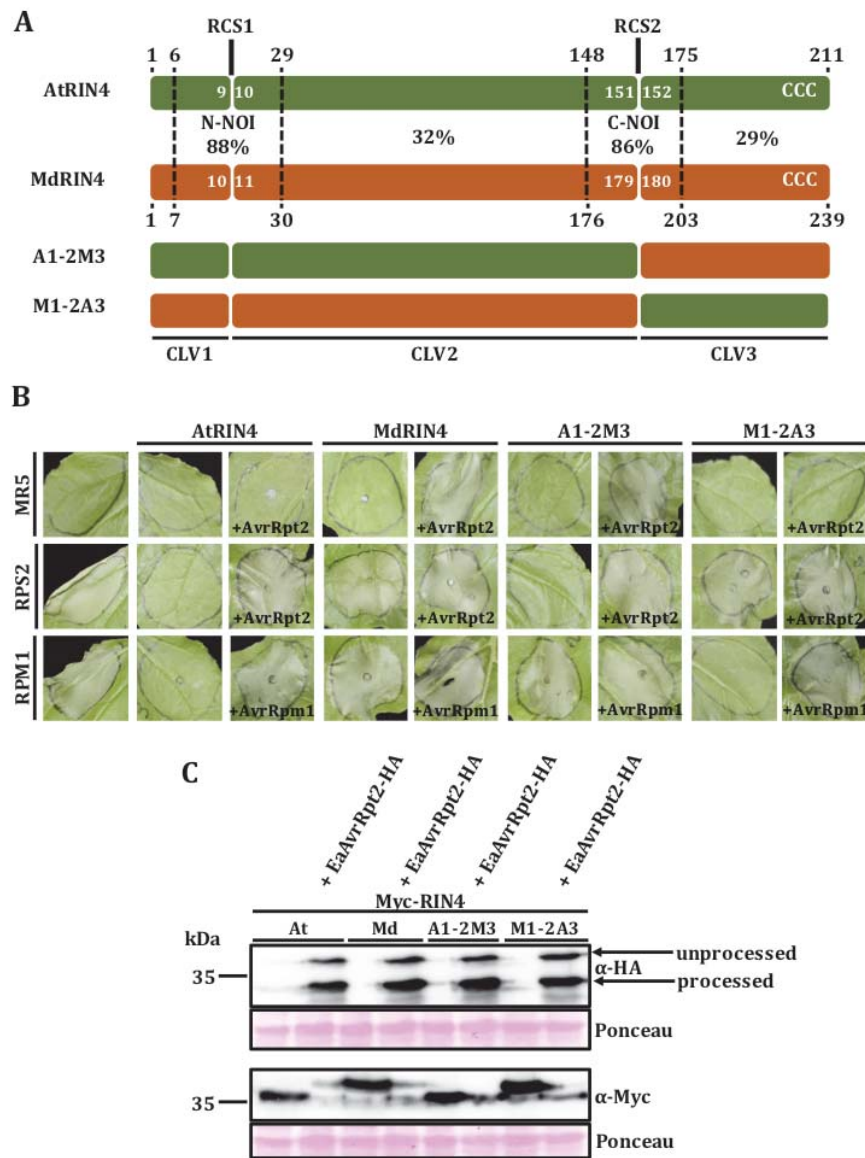 A
RCS1 RCS2
1 6 29 148 175 211
AtRIN4 9 10 151 152 CCC
N-NOI 88% 32% C-NOI 86% 29%
MdRIN4 10 11 179 180 CCC
1 7 30 176 203 239
A1-2M3
M1-2A3
CLV1 CLV2 CLV3
B
AtRIN4 MdRIN4 A1-2M3 M1-2A3
MR5 +AvrRpt2 +AvrRpt2 +AvrRpt2 +AvrRpt2
RPS2 +AvrRpt2 +AvrRpt2 +AvrRpt2 +AvrRpt2
RPM1 +AvrRpm1 +AvrRpm1 +AvrRpm1 +AvrRpm1
C
+ EaAvrRpt2-HA + EaAvrRpt2-HA + EaAvrRpt2-HA + EaAvrRpt2-HA
Myc-RIN4
kDa At Md A1-2M3 M1-2A3
unprocessed
35 α-HA
processed
Ponceau
35 α-Myc
Ponceau